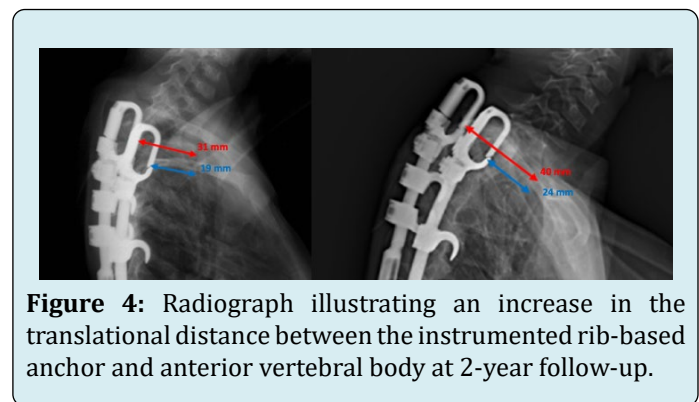 31 mm
19 mm
40 mm
24 mm
Figure 4: Radiograph illustrating an increase in the
translational distance between the instrumented rib-based
anchor and anterior vertebral body at 2-year follow-up.